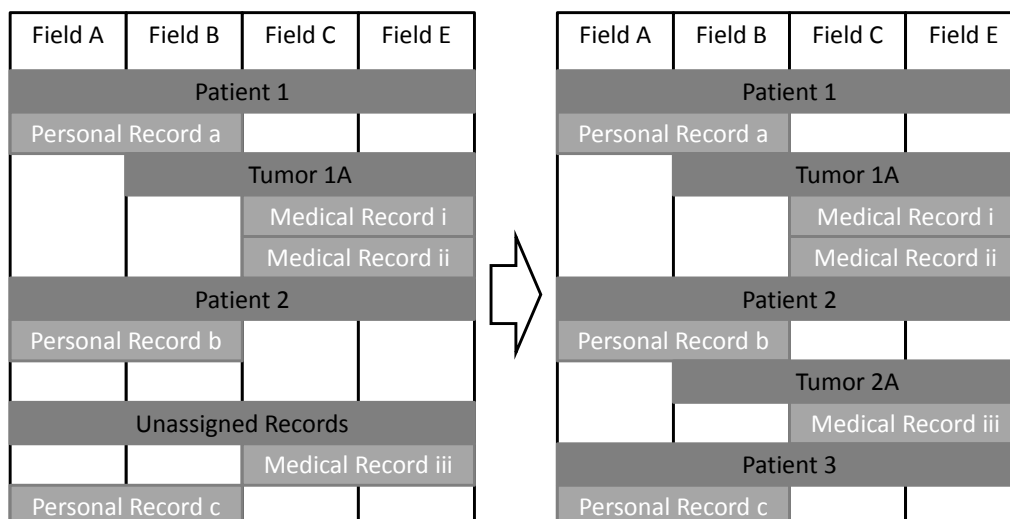 Field A Field B Field C Field E
Patient 1
Personal Record a
Tumor 1A
Medical Record i
Medical Record ii
Patient 2
Personal Record b
Unassigned Records
Medical Record iii
Personal Record c
Field A Field B Field C Field E
Patient 1
Personal Record a
Tumor 1A
Medical Record i
Medical Record ii
Patient 2
Personal Record b
Tumor 2A
Medical Record iii
Patient 3
Personal Record c